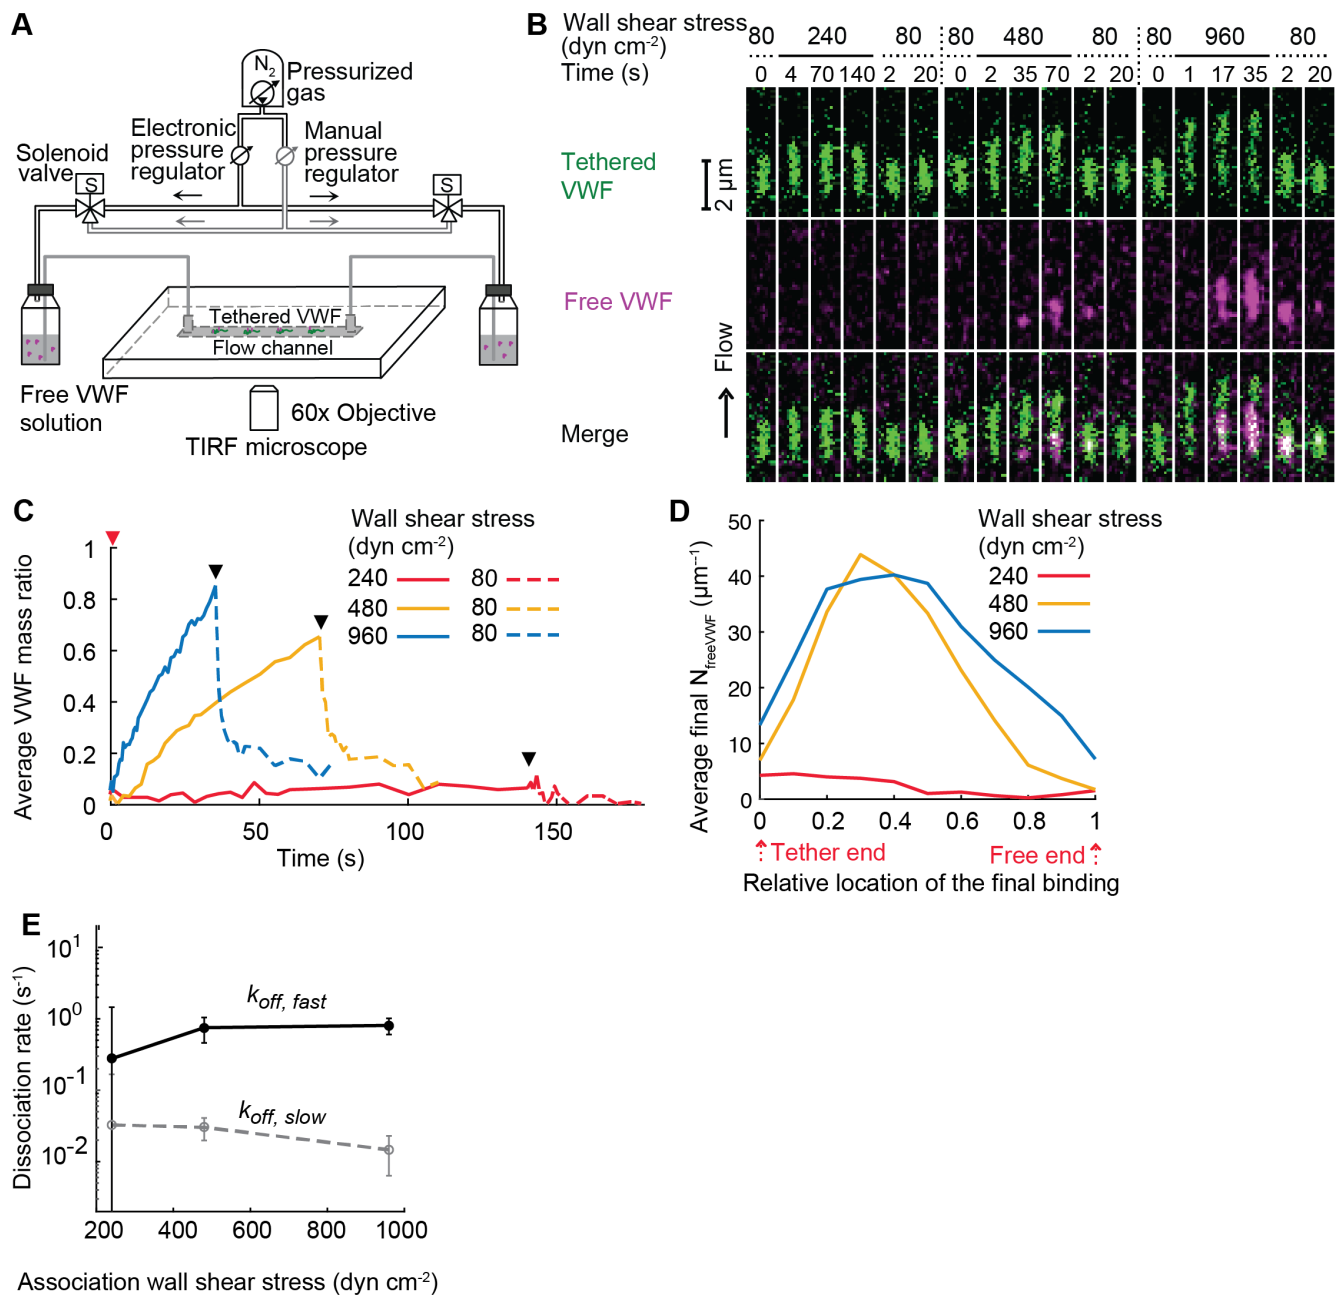 A
N2
Pressurized
gas
Electronic
pressure
regulator
Manual
pressure
regulator
Solenoid
valve
S
S
Tethered VWF
Flow channel
Free VWF
solution
60x Objective
TIRF microscope
B
Wall shear stress
(dyn cm-2)
80 240 80 80 480 80 80 960 80
Time (s)
0 4 70 140 2 20 0 2 35 70 2 20 0 1 17 35 2 20
Tethered
VWF
2 μm
Free VWF
Flow
Merge
C
Wall shear stress
(dyn cm-2)
240 80
480 80
960 80
Average VWF mass ratio
1
0.8
0.6
0.4
0.2
0
0 50 100 150
Time (s)
D
Wall shear stress
(dyn cm-2)
240
480
960
Average final NfreeVWF (μm-1)
50
40
30
20
10
0
0 0.2 0.4 0.6 0.8 1
Tether end Free end
Relative location of the final binding
E
Dissociation rate (s-1)
101
100
10-1
10-2
koff, fast
koff, slow
200 400 600 800 1000
Association wall shear stress (dyn cm-2)